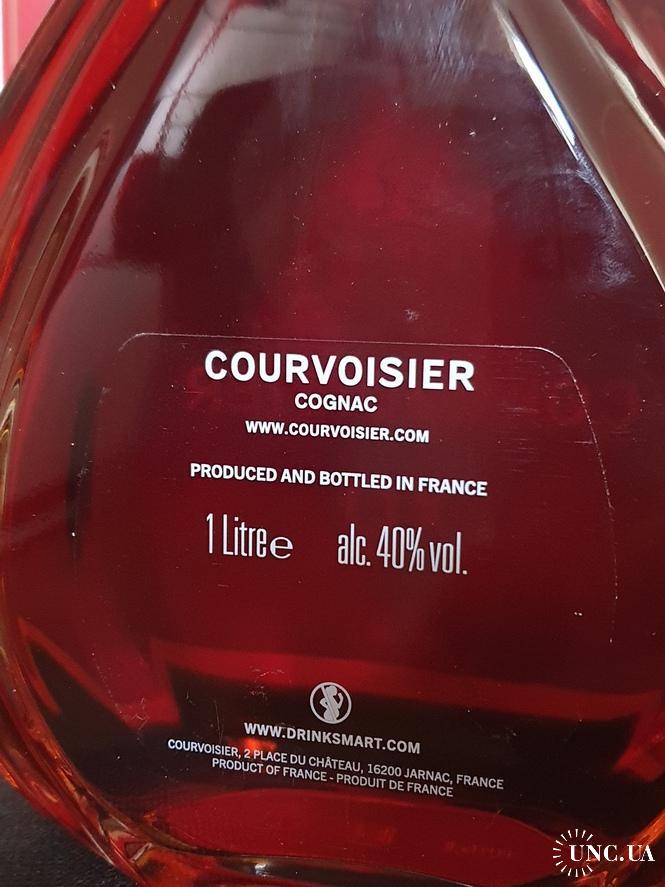 COURVOISIER
COGNAC
WWW.COURVOISIER.COM
PRODUCED AND BOTTLED IN FRANCE
1 Litre ℮ alc. 40% vol.
WWW.DRINKSMART.COM
COURVOISIER, 2 PLACE DU CHÂTEAU, 16200 JARNAC, FRANCE
PRODUCT OF FRANCE - PRODUIT DE FRANCE
UNC.UA